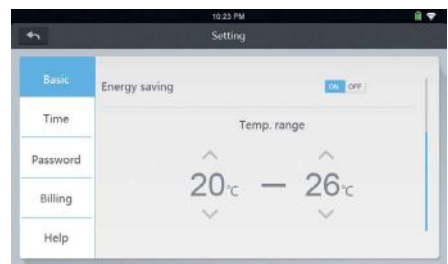 10:23 PM
Setting
Basic
Energy saving
ON OFF
Time
Temp. range
Password
20°C — 26°C
Billing
Help